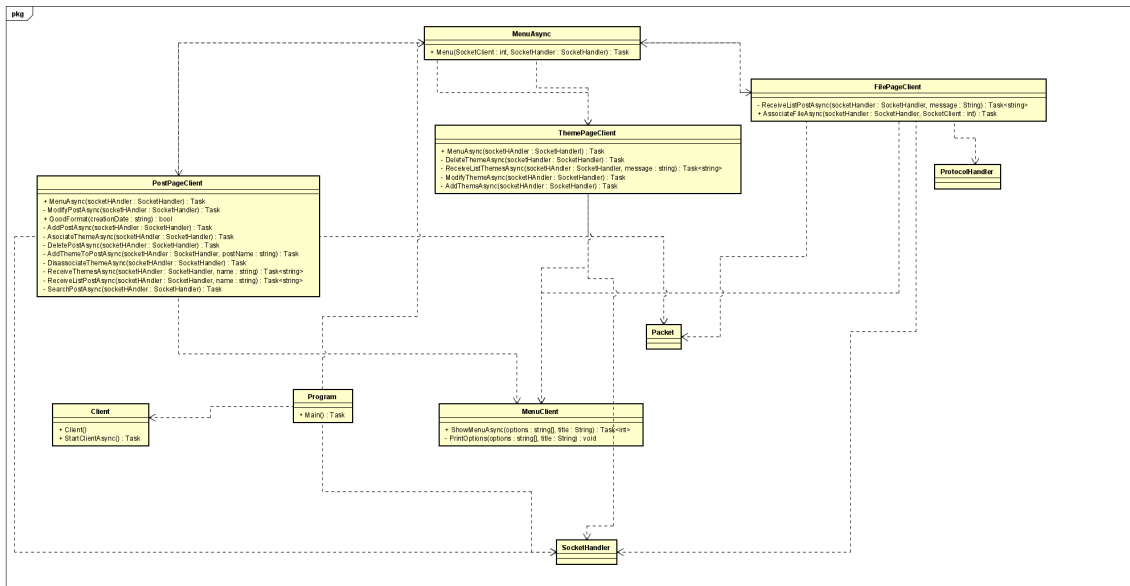 pkg
MenuAsync
+ Menu(SocketClient : int, SocketHandler : SocketHandler) : Task
FilePageClient
- ReceiveListPostAsync(socketHandler : SocketHandler, message : String) : Task<string>
+ AssociateFileAsync(socketHandler : SocketHandler, SocketClient : int) : Task
ThemePageClient
+ MenuAsync(socketHAndler : SocketHandlerl) : Task
- DeleteThemeAsync(socketHandler : SocketHandler) : Task
- ReceiveListThemesAsync(socketHAndler : SocketHandler, message : string) : Task<string>
- ModifyThemeAsync(socketHAndler : SocketHandler) : Task
- AddThemeAsync(socketHAndler : SocketHandler) : Task
ProtocolHandler
PostPageClient
+ MenuAsync(socketHAndler : SocketHandler) : Task
- ModifyPostAsync(socketHAndler : SocketHandler) : Task
+ GoodFormat(creationDate : string) : bool
- AddPostAsync(socketHAndler : SocketHandler) : Task
- AsociateThemeAsync(socketHAndler : SocketHandler) : Task
- DeletePostAsync(socketHAndler : SocketHandler) : Task
- AddThemeToPostAsync(socketHAndler : SocketHandler, postName : string) : Task
- DisassociateThemeAsync(socketHAndler : SocketHandler) : Task
- ReceiveThemesAsync(socketHAndler : SocketHandler, name : string) : Task<string>
- ReceiveListPostAsync(socketHAndler : SocketHandler, name : string) : Task<string>
- SearchPostAsync(socketHAndler : SocketHandler) : Task
Packet
Program
+ Main() : Task
Client
+ Client()
+ StartClientAsync() : Task
MenuClient
+ ShowMenuAsync(options : string[], title : String) : Task<int>
- PrintOptions(options : string[], title : String) : void
SocketHandler